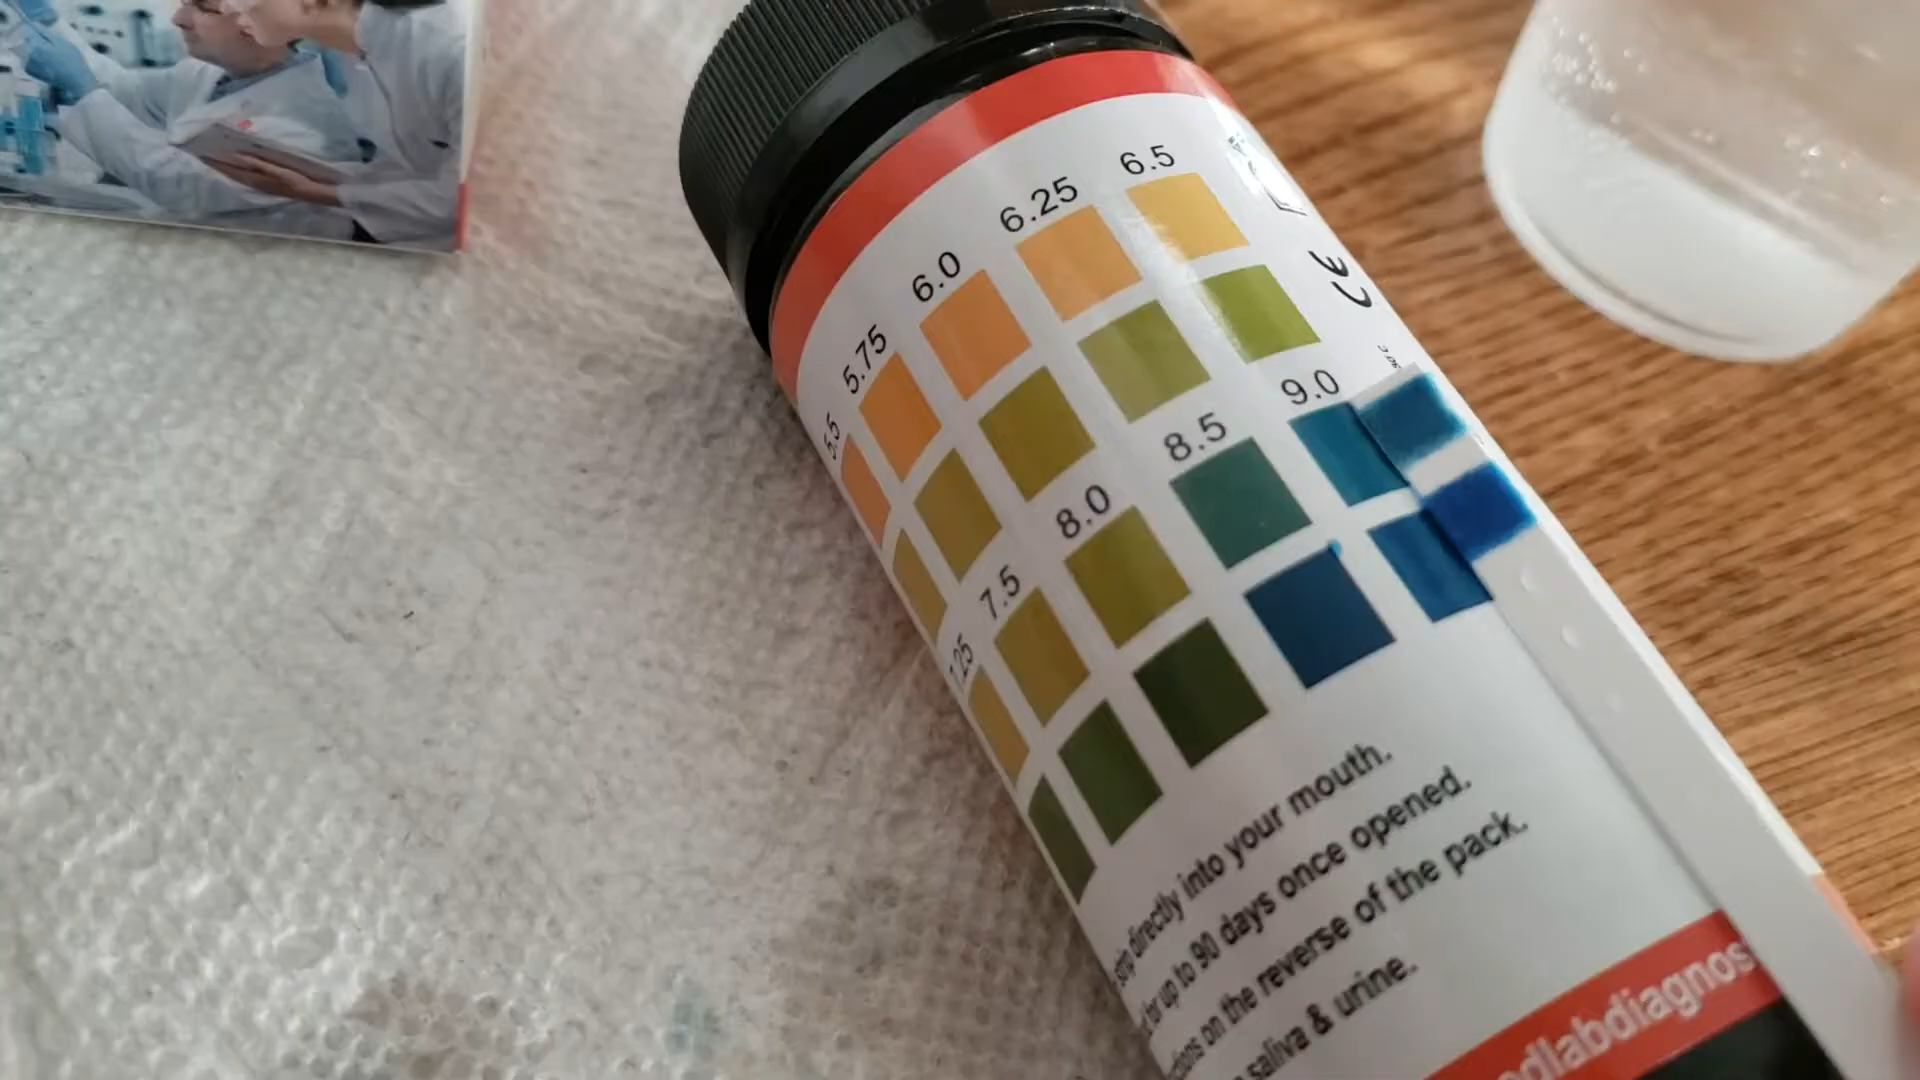 6.5
6.25
6.0
5.75
5.5
9.0
8.5
8.0
7.5
7.25
CE
strip directly into your mouth.
for up to 90 days once opened.
on the reverse of the pack.
saliva & urine.